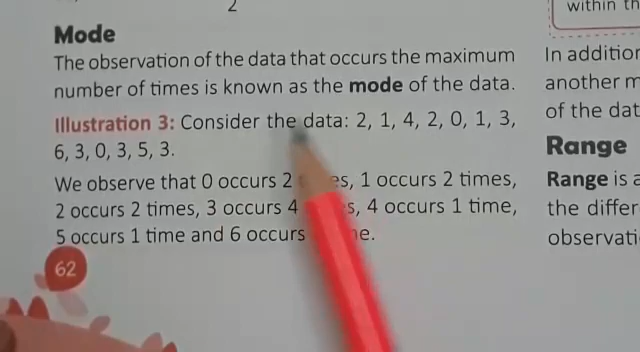 2
Mode
The observation of the data that occurs the maximum
number of times is known as the mode of the data.
Illustration 3: Consider the data: 2, 1, 4, 2, 0, 1, 3,
6, 3, 0, 3, 5, 3.
We observe that 0 occurs 2 es, 1 occurs 2 times,
2 occurs 2 times, 3 occurs 4 s, 4 occurs 1 time,
5 occurs 1 time and 6 occurs e.
62
within th
In addition
another m
of the dat
Range
Range is a
the differ
observati